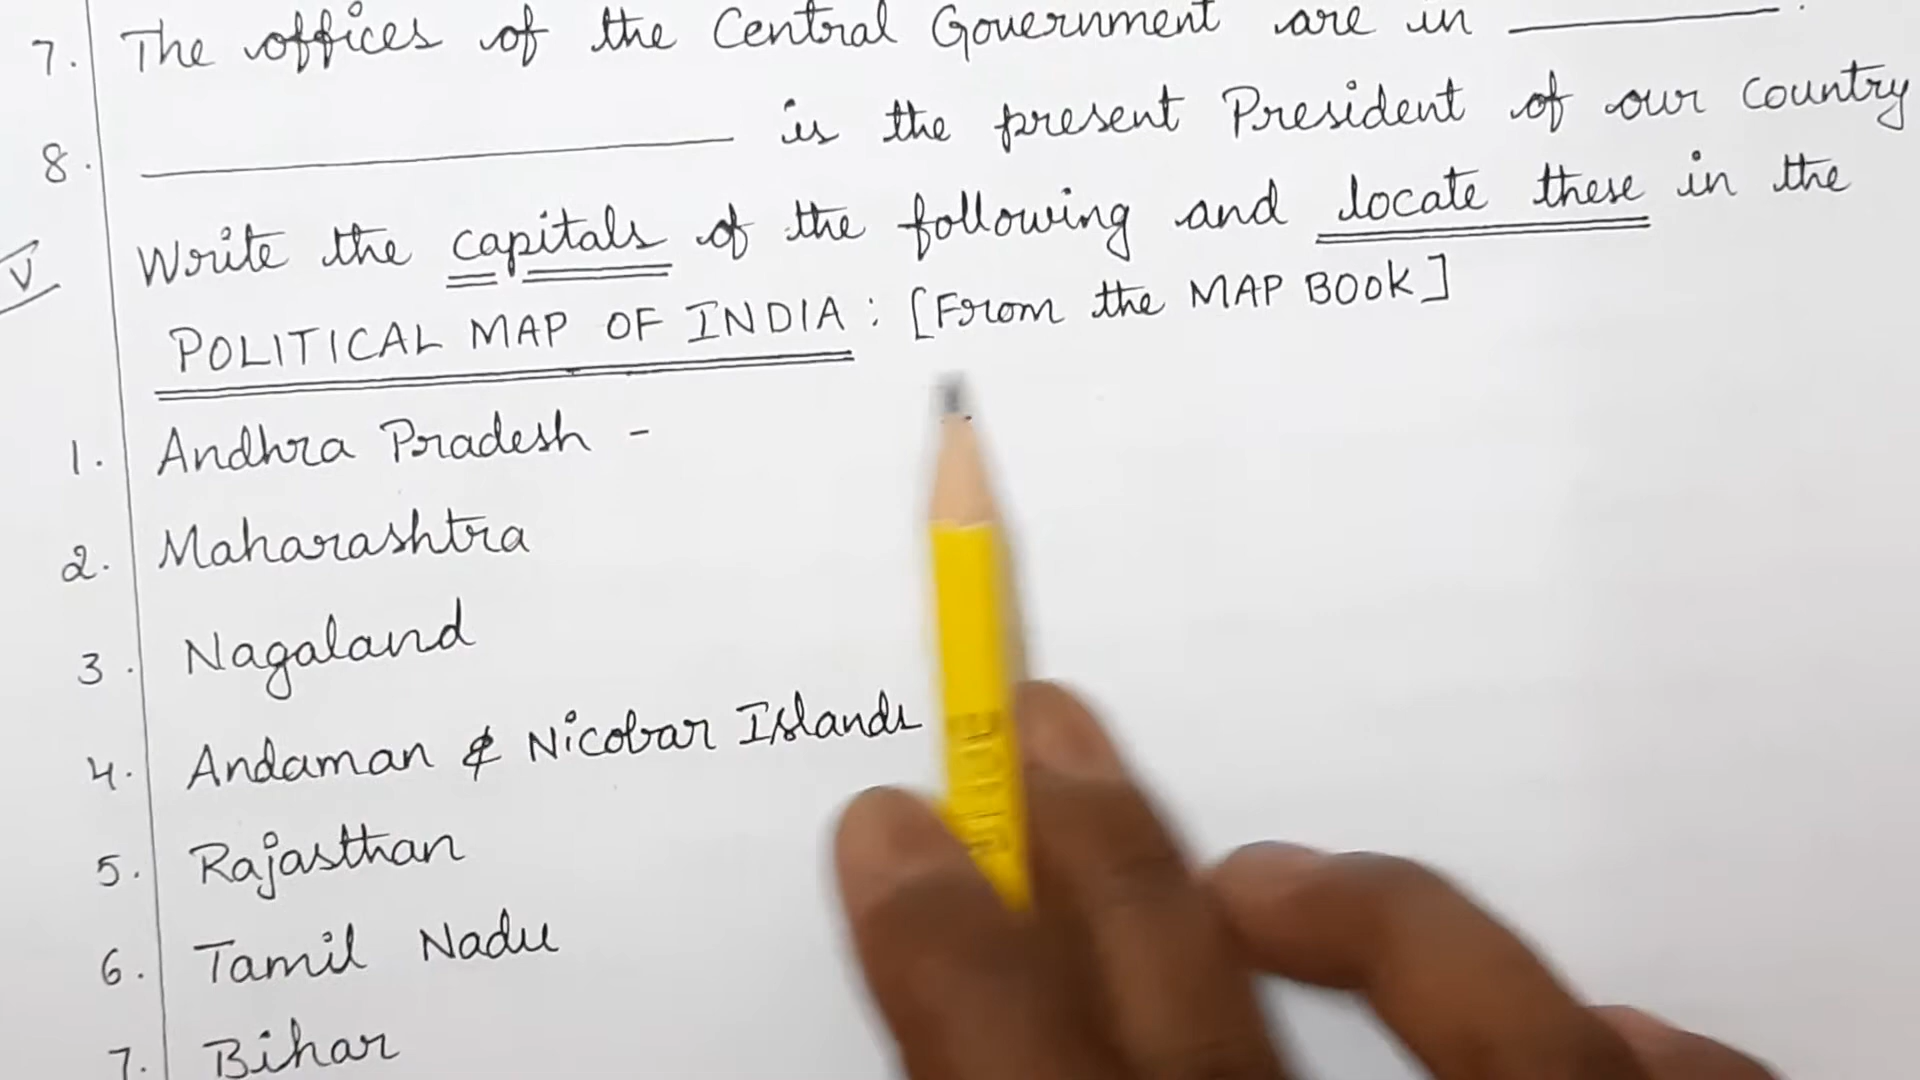 7. The offices of the Central Government are in ________.
8. ________ is the present President of our country
V Write the capitals of the following and locate these in the
POLITICAL MAP OF INDIA : [From the MAP BOOK]
1. Andhra Pradesh -
2. Maharashtra
3. Nagaland
4. Andaman & Nicobar Islands
5. Rajasthan
6. Tamil Nadu
7. Bihar